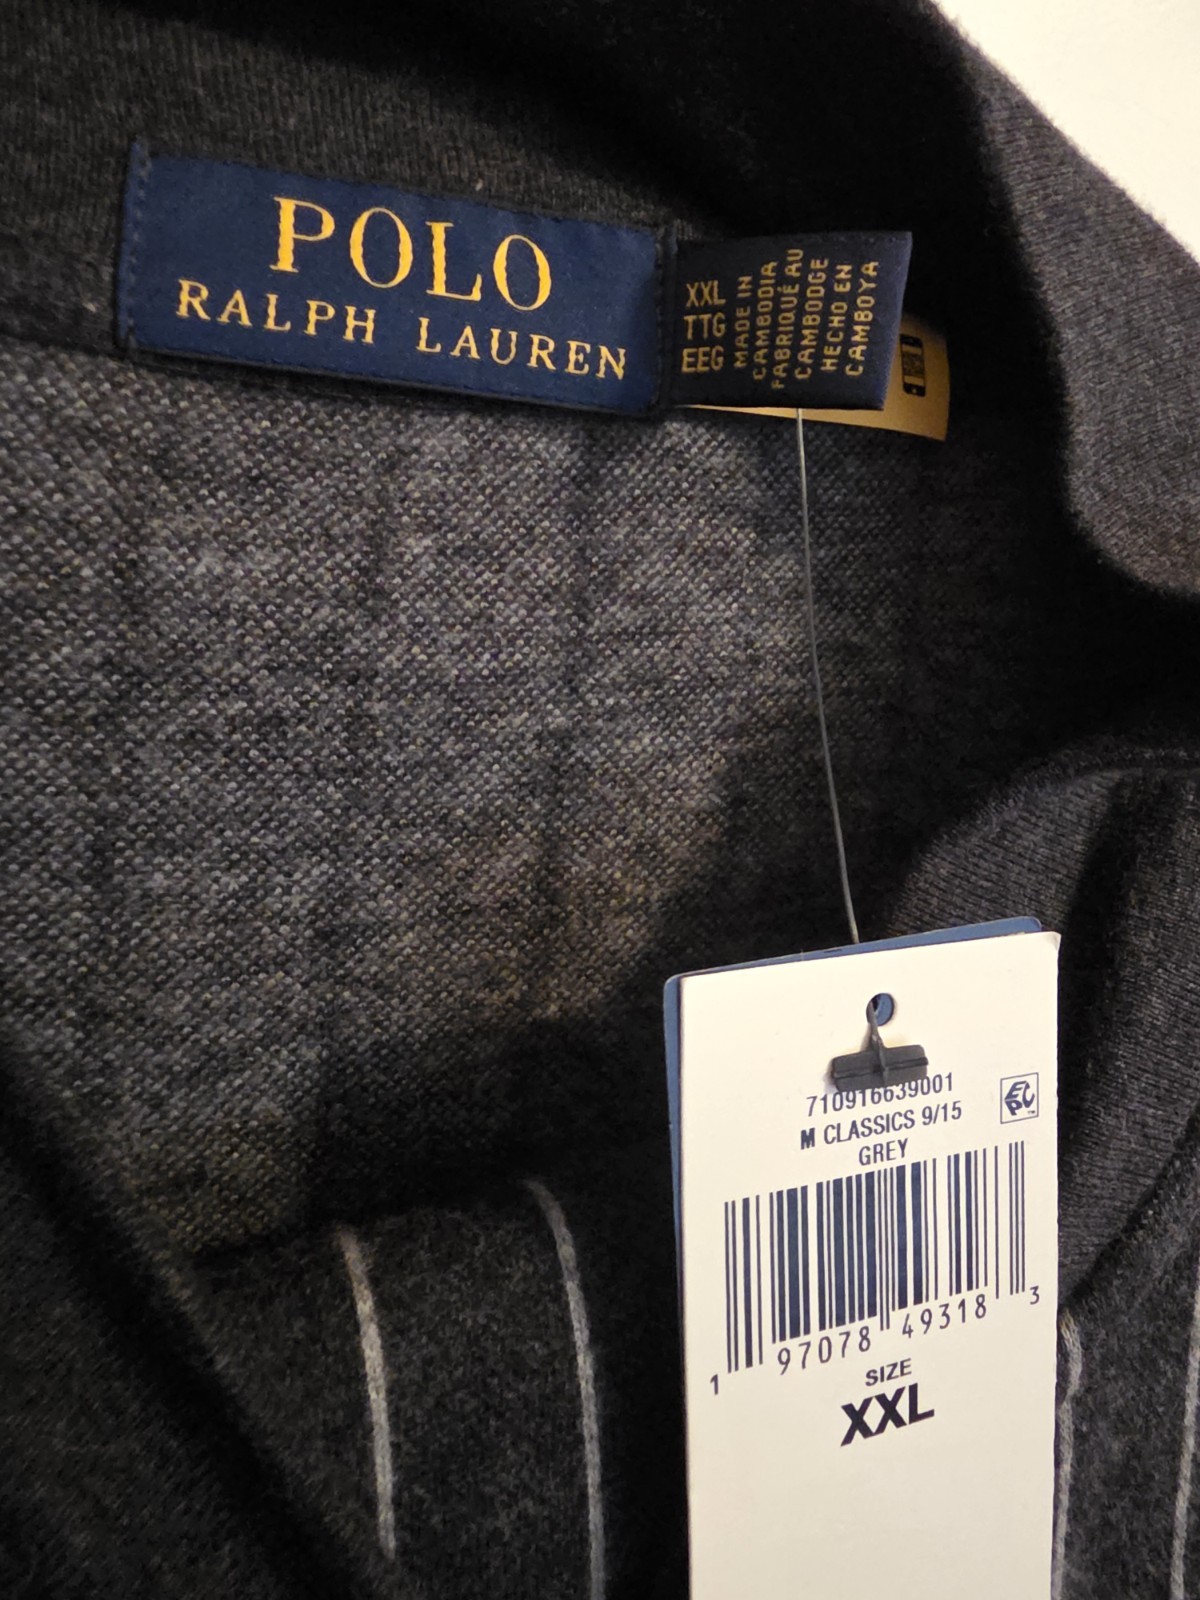 POLO
RALPH LAUREN
XXL
TTG
EEG
MADE IN
CAMBODIA
FABRIQUÉ AU
CAMBODGE
HECHO EN
CAMBOYA
710916639001
M CLASSICS 9/15
GREY
EPC
1 97078 49318 3
SIZE
XXL